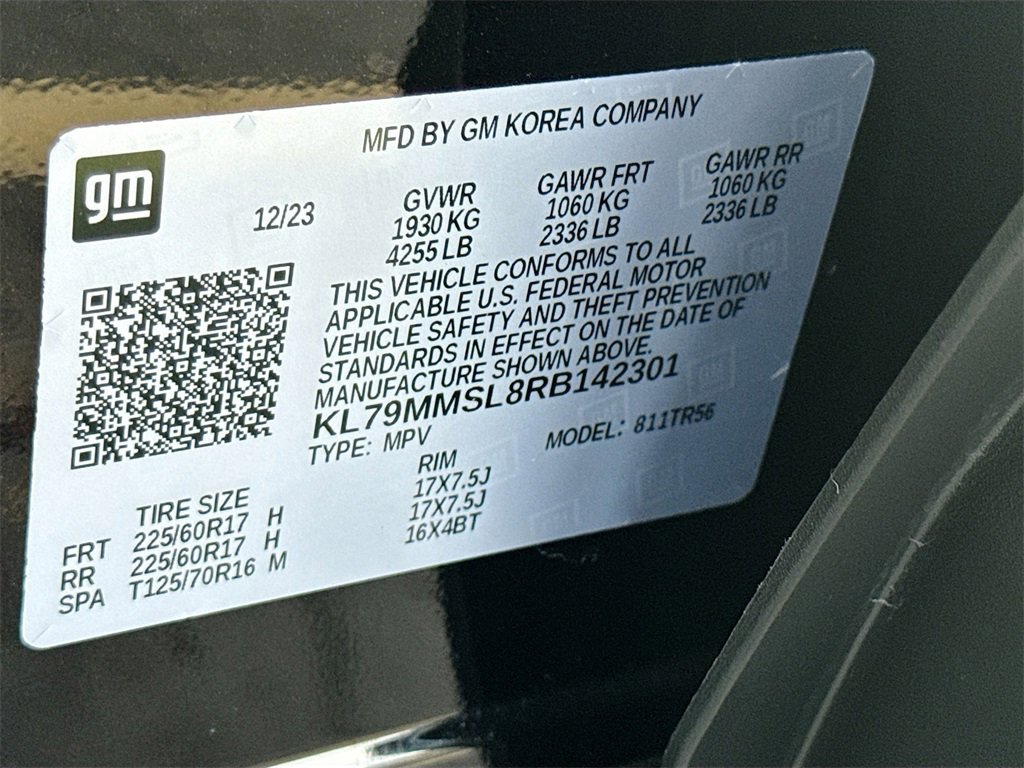 MFD BY GM KOREA COMPANY
gm
12/23
GVWR GAWR FRT GAWR RR
1930 KG 1060 KG 1060 KG
4255 LB 2336 LB 2336 LB
THIS VEHICLE CONFORMS TO ALL
APPLICABLE U.S. FEDERAL MOTOR
VEHICLE SAFETY AND THEFT PREVENTION
STANDARDS IN EFFECT ON THE DATE OF
MANUFACTURE SHOWN ABOVE.
KL79MMSL8RB142301
TYPE: MPV MODEL: 811TR56
TIRE SIZE RIM
FRT 225/60R17 H 17X7.5J
RR 225/60R17 H 17X7.5J
SPA T125/70R16 M 16X4BT